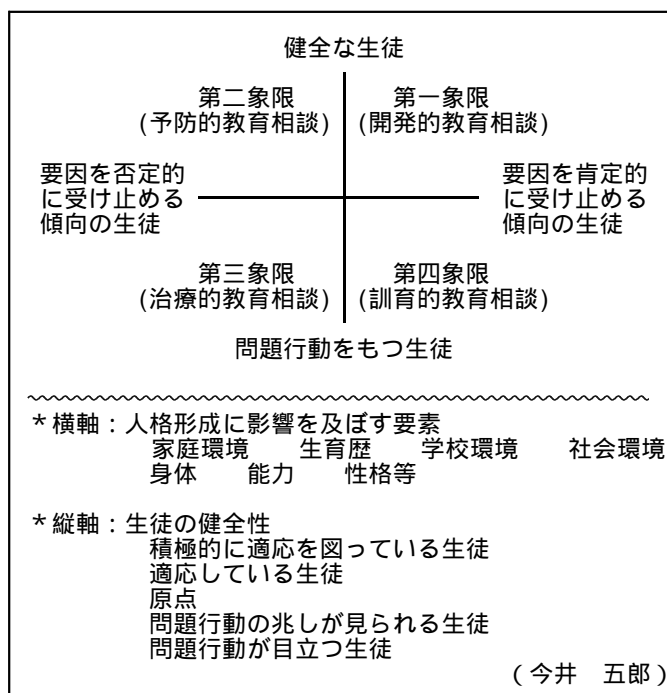 健全な生徒
第二象限 第一象限
(予防的教育相談) (開発的教育相談)
要因を否定的 要因を肯定的
に受け止める に受け止める
傾向の生徒 傾向の生徒
第三象限 第四象限
(治療的教育相談) (訓育的教育相談)
問題行動をもつ生徒
*横軸：人格形成に影響を及ぼす要素
家庭環境 生育歴 学校環境 社会環境
身体 能力 性格等
*縦軸：生徒の健全性
積極的に適応を図っている生徒
適応している生徒
原点
問題行動の兆しが見られる生徒
問題行動が目立つ生徒
(今井 五郎)